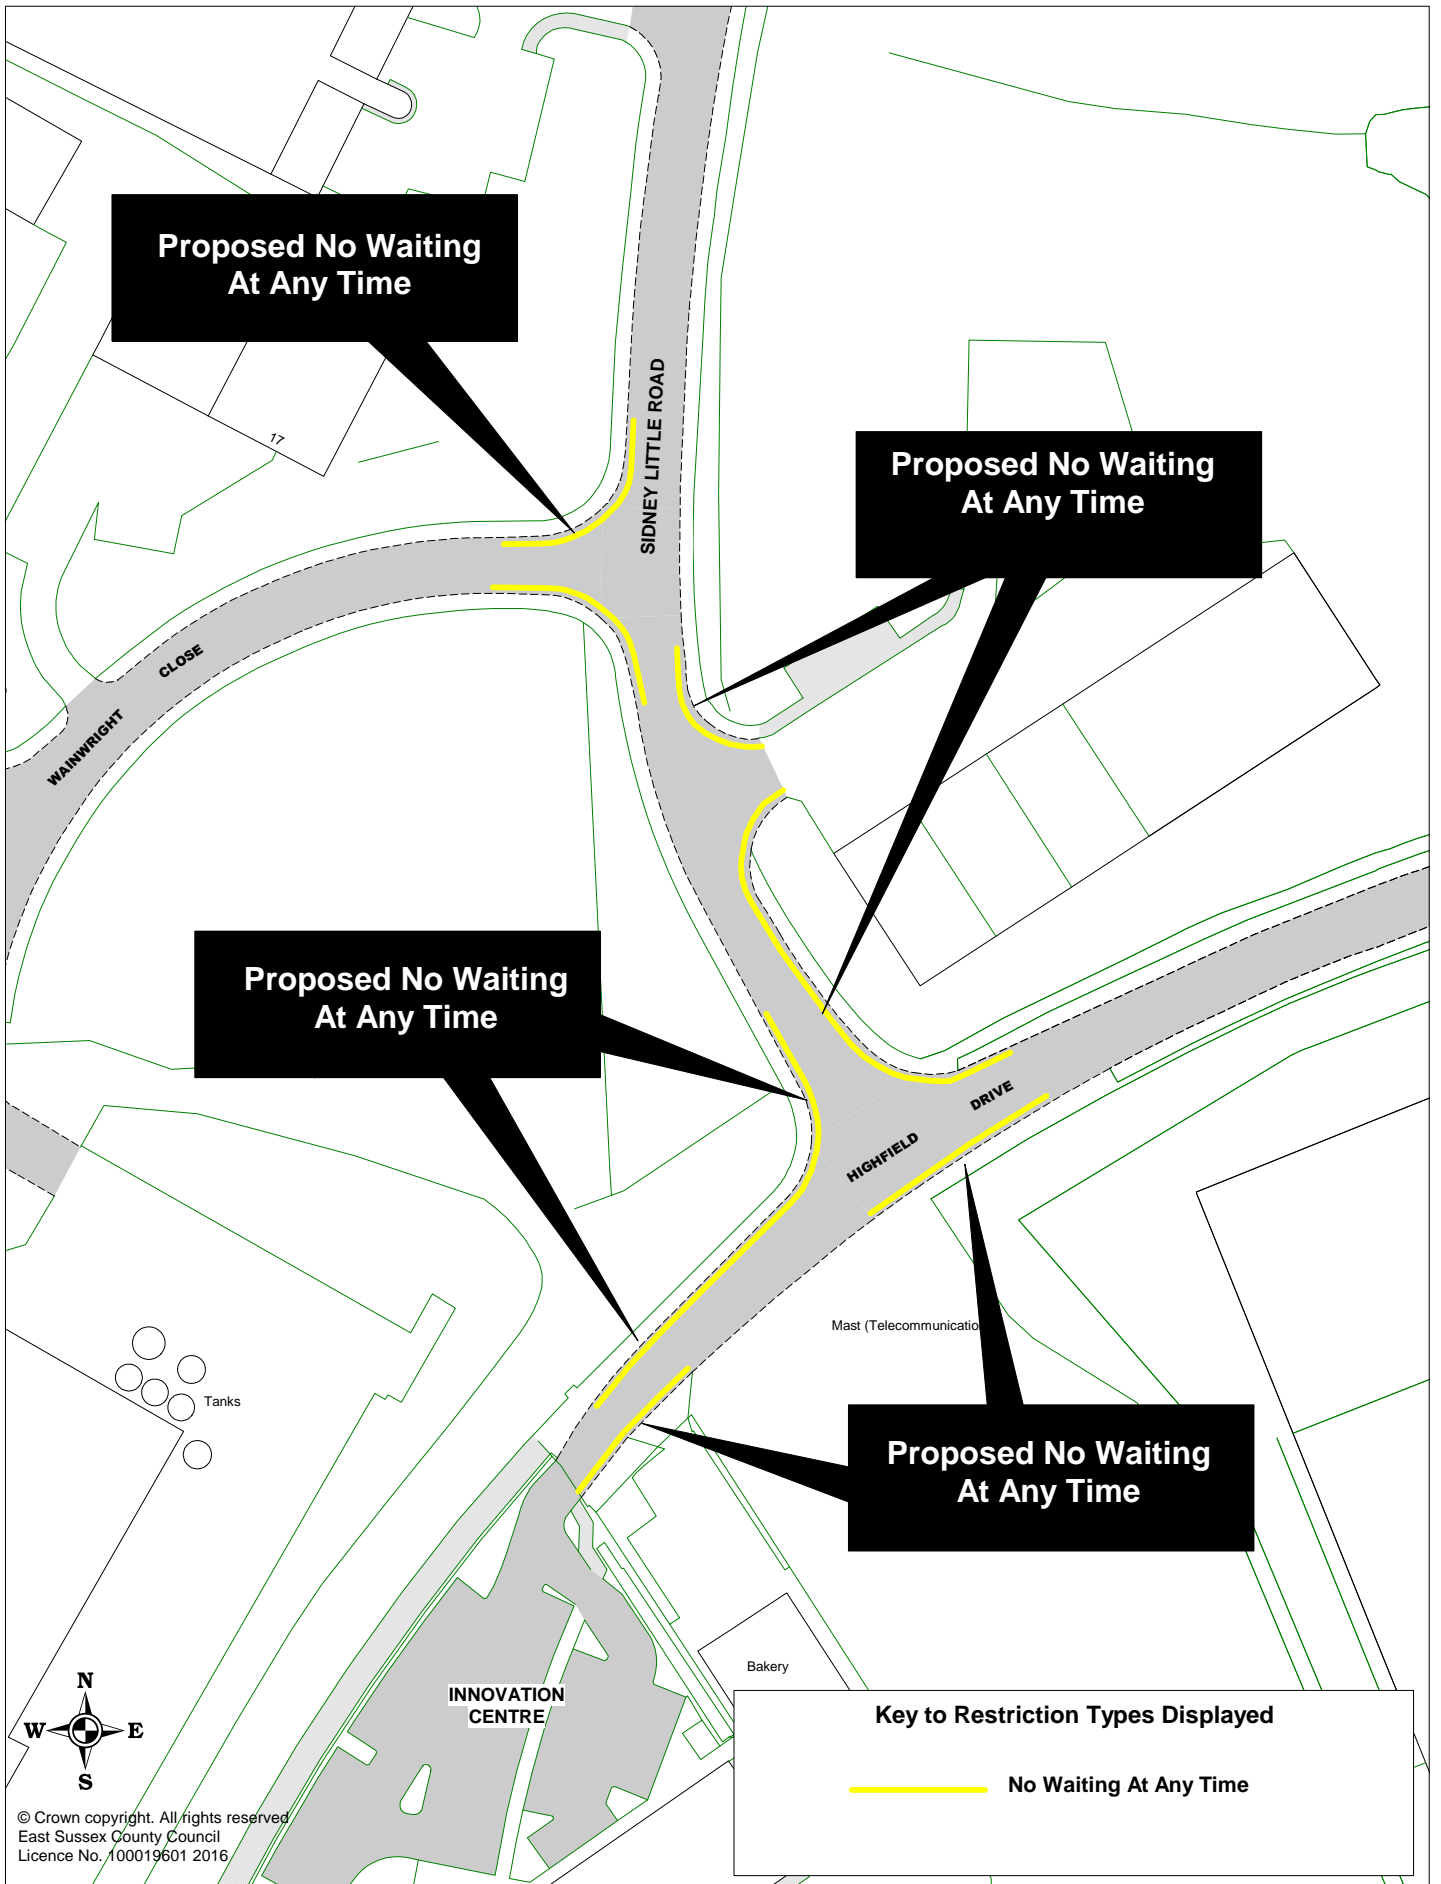 Proposed No Waiting
At Any Time
SIDNEY LITTLE ROAD
17
Proposed No Waiting
At Any Time
WAINWRIGHT CLOSE
Proposed No Waiting
At Any Time
HIGHFIELD DRIVE
Mast (Telecommunicatio
Tanks
Proposed No Waiting
At Any Time
Bakery
INNOVATION
CENTRE
N
W E
S
Key to Restriction Types Displayed
No Waiting At Any Time
© Crown copyright. All rights reserved
East Sussex County Council
Licence No. 100019601 2016